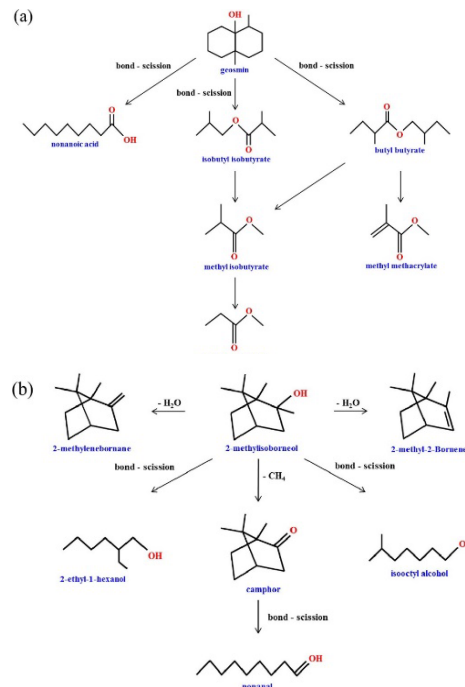 (a)
OH
bond - scission
bond - scission
geosmin
bond - scission
O
OH
nonanoic acid
O
O
isobutyl isobutyrate
O
O
butyl butyrate
O
O
methyl isobutyrate
O
O
methyl methacrylate
O
O
(b)
- H₂O
OH
- H₂O
2-methylenebornane
2-methylisoborneol
2-methyl-2-Bornene
bond - scission
- CH₄
bond - scission
OH
2-ethyl-1-hexanol
O
camphor
isooctyl alcohol
bond - scission
OH
nonanal